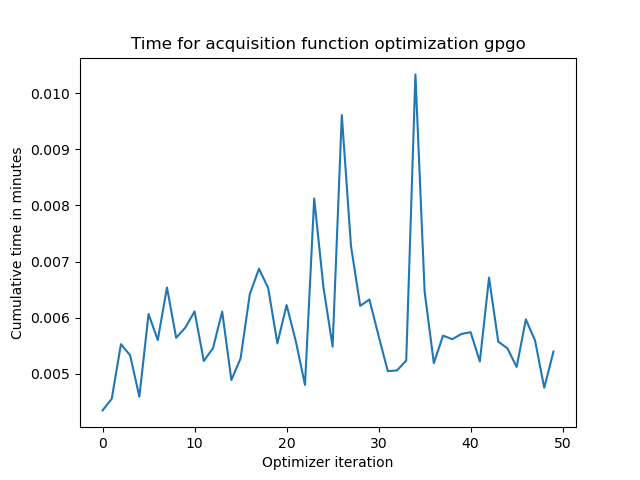 Time for acquisition function optimization gpgo
0.010
0.009
0.008
0.007
0.006
0.005
Cumulative time in minutes
0 10 20 30 40 50
Optimizer iteration